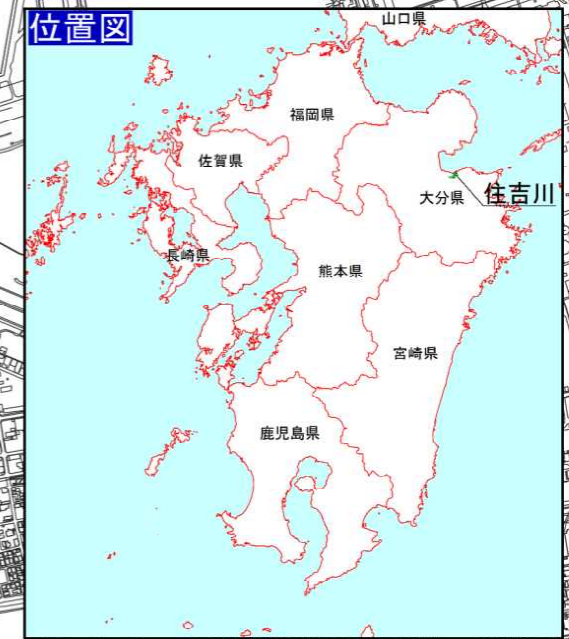 位置図
山口県
福岡県
佐賀県
大分県
住吉川
長崎県
熊本県
宮崎県
鹿児島県